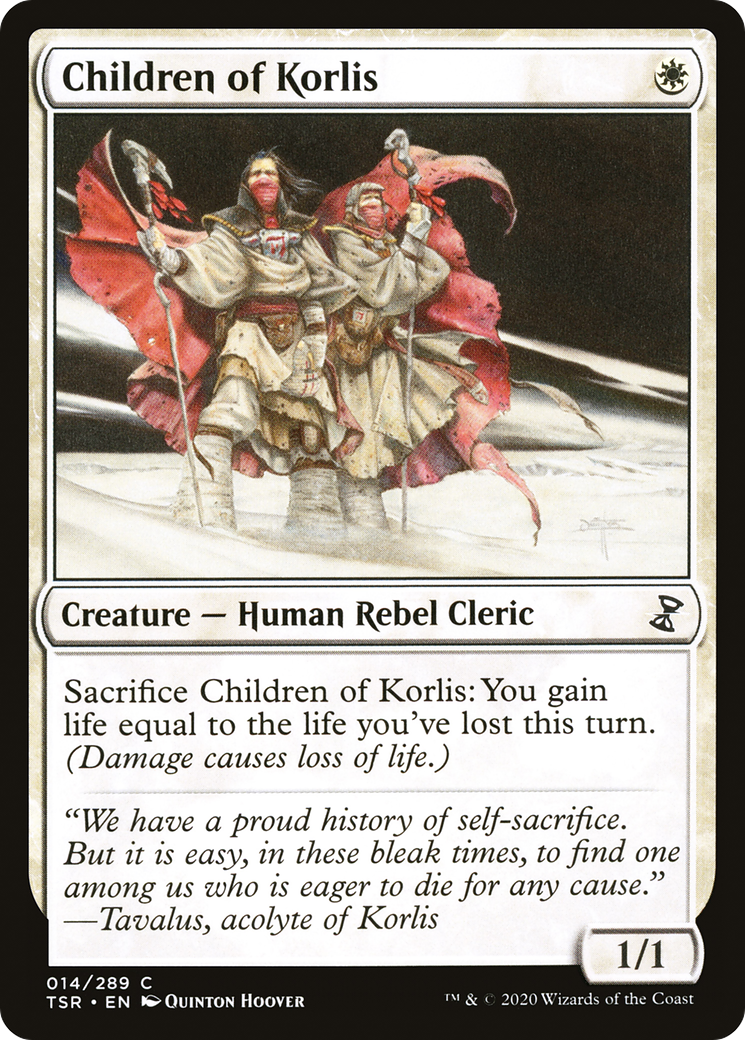 Children of Korlis
Creature — Human Rebel Cleric
Sacrifice Children of Korlis: You gain
life equal to the life you’ve lost this turn.
(Damage causes loss of life.)
“We have a proud history of self-sacrifice.
But it is easy, in these bleak times, to find one
among us who is eager to die for any cause.”
—Tavalus, acolyte of Korlis
1/1
014/289 C
TSR • EN Quinton Hoover
™ & © 2020 Wizards of the Coast